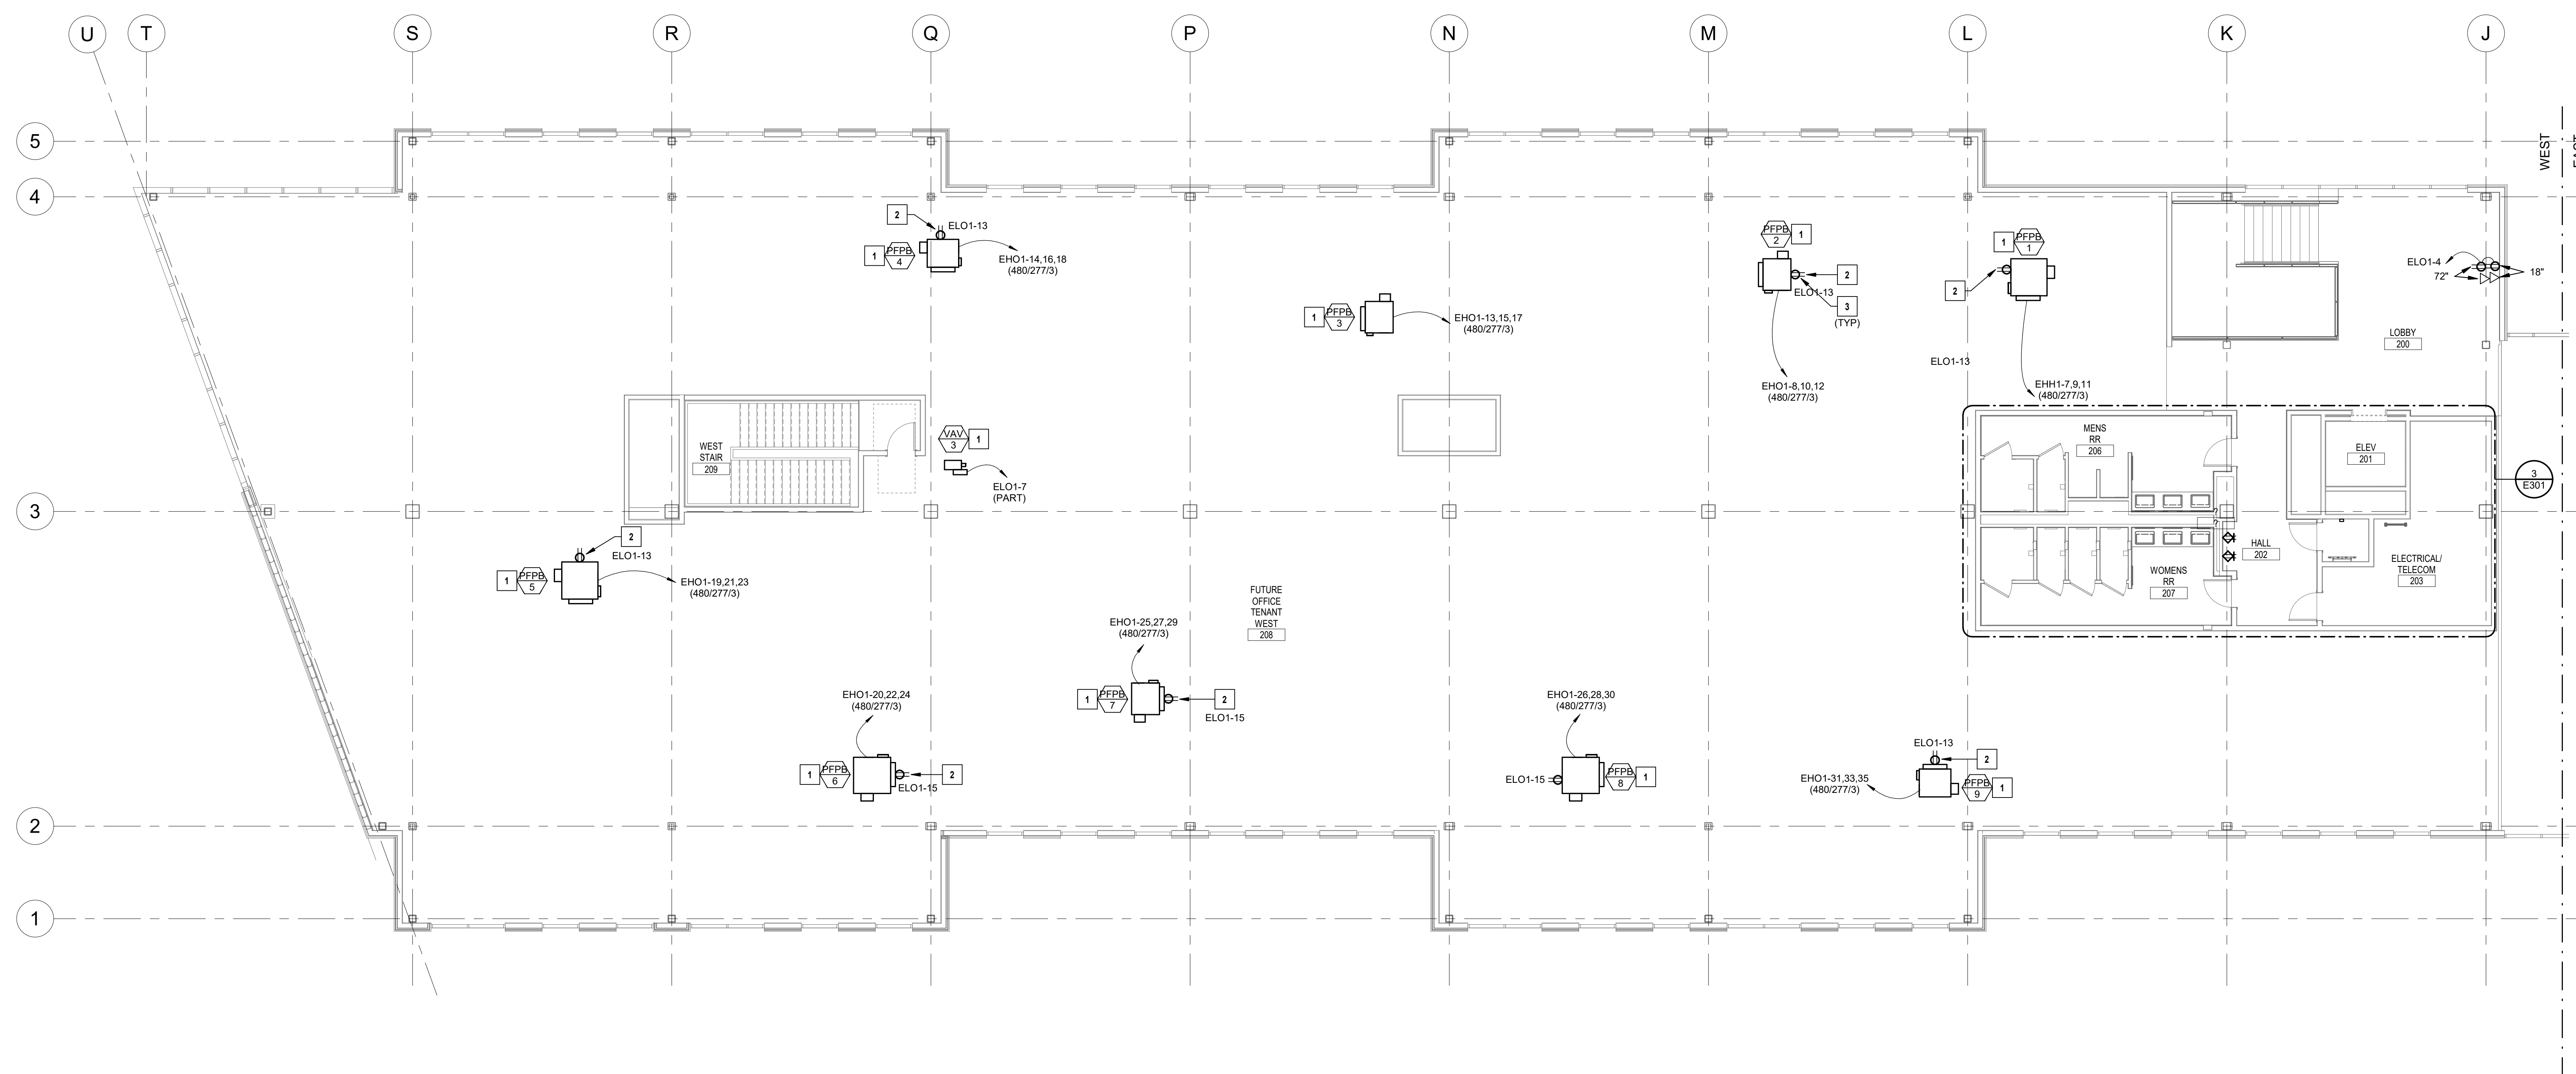 U
T
S
R
Q
P
N
M
L
K
J
5
4
3
2
1
WEST
EAST
2
ELO1-13
1
PFPB
4
EHO1-14,16,18
(480/277/3)
1
PFPB
3
EHO1-13,15,17
(480/277/3)
PFPB
2
1
2
ELO1-13
3
(TYP)
EHO1-8,10,12
(480/277/3)
1
PFPB
1
2
ELO1-13
EHH1-7,9,11
(480/277/3)
ELO1-4
72"
18"
LOBBY
200
WEST
STAIR
209
VAV
3
1
ELO1-7
(PART)
MENS
RR
206
ELEV
201
3
E301
HALL
202
WOMENS
RR
207
ELECTRICAL/
TELECOM
203
2
ELO1-13
1
PFPB
5
EHO1-19,21,23
(480/277/3)
FUTURE
OFFICE
TENANT
WEST
208
EHO1-25,27,29
(480/277/3)
1
PFPB
7
2
ELO1-15
EHO1-20,22,24
(480/277/3)
1
PFPB
6
2
ELO1-15
EHO1-26,28,30
(480/277/3)
ELO1-15
PFPB
8
1
ELO1-13
2
EHO1-31,33,35
(480/277/3)
PFPB
9
1